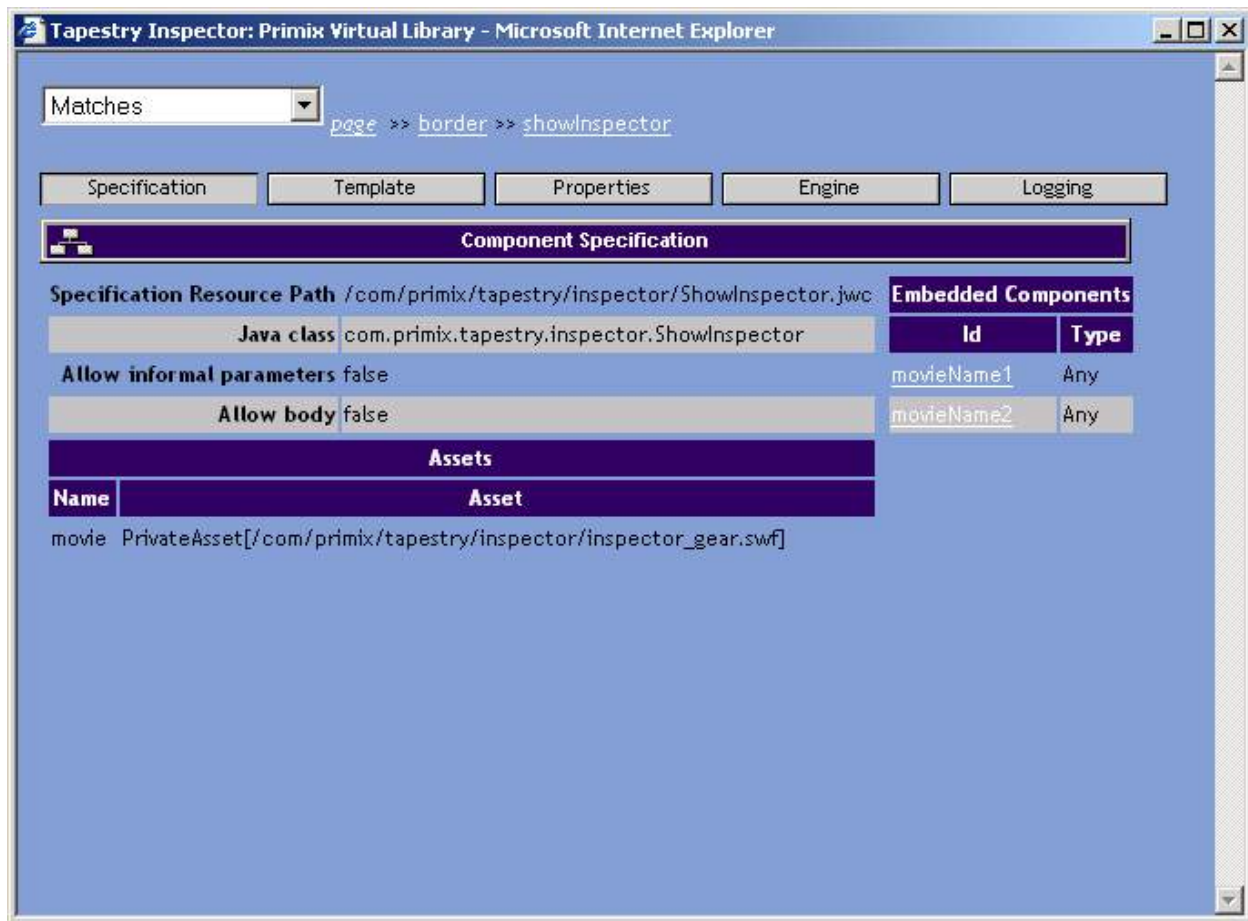 Tapestry Inspector: Primix Virtual Library - Microsoft Internet Explorer
Matches
page >> border >> showInspector
Specification Template Properties Engine Logging
Component Specification
Specification Resource Path /com/primix/tapestry/inspector/ShowInspector.jwc Embedded Components
Java class com.primix.tapestry.inspector.ShowInspector Id Type
Allow informal parameters false movieName1 Any
Allow body false movieName2 Any
Assets
Name Asset
movie PrivateAsset[/com/primix/tapestry/inspector/inspector_gear.swf]